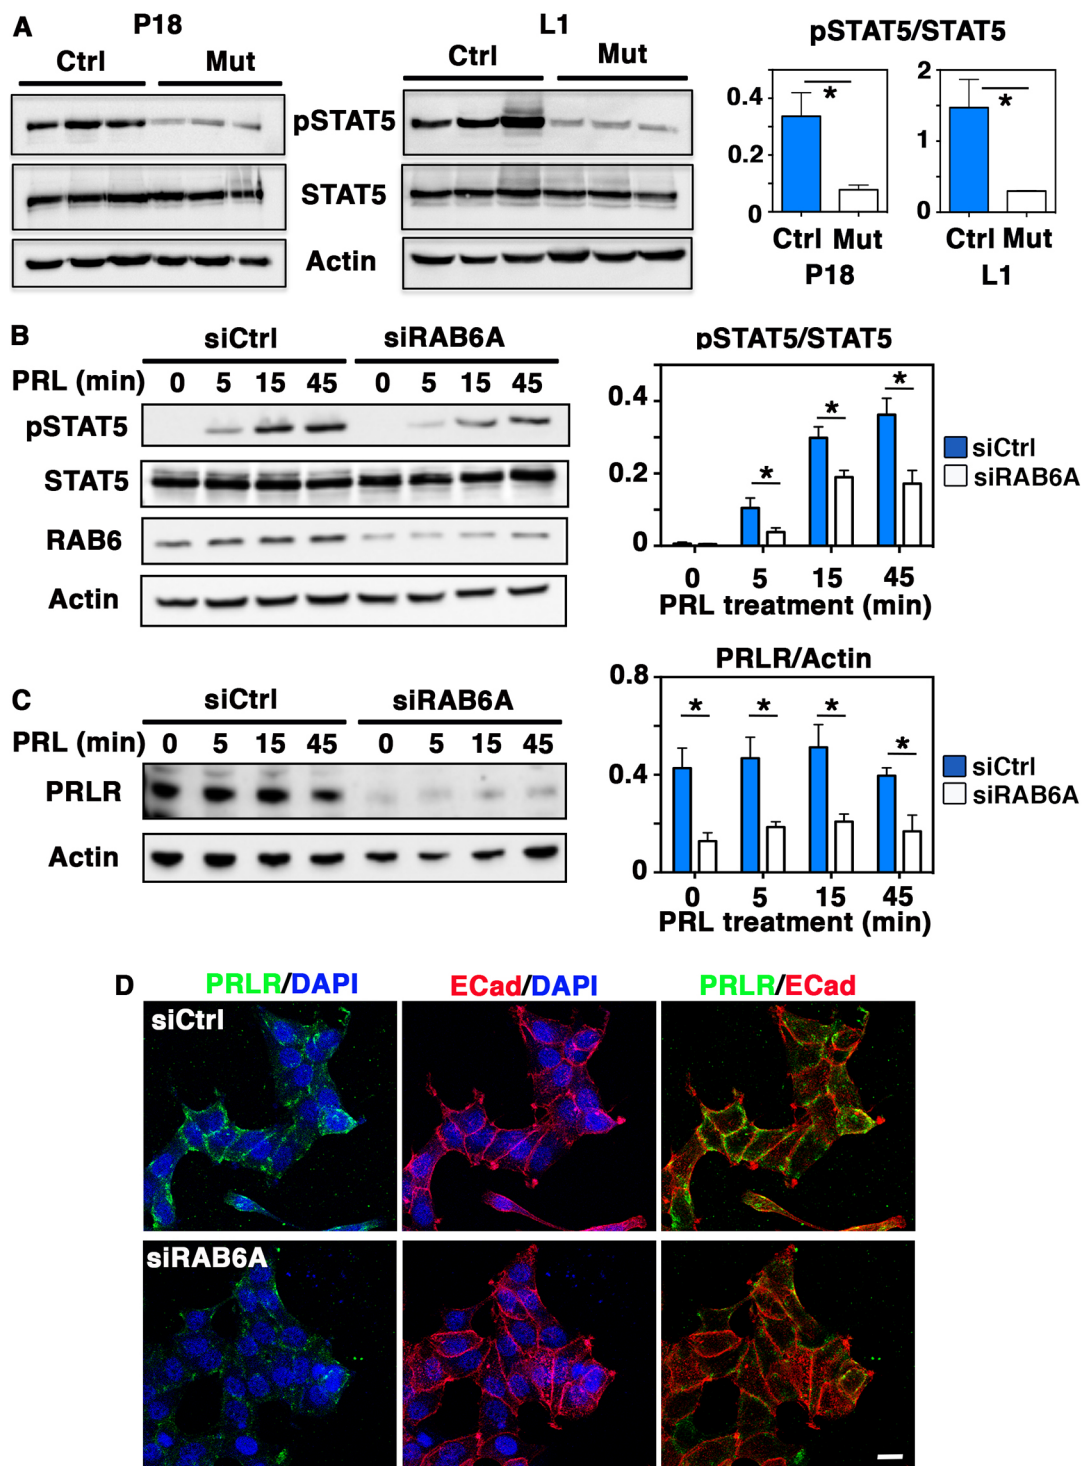 A
P18
L1
pSTAT5/STAT5
Ctrl Mut
Ctrl Mut
pSTAT5
STAT5
Actin
0.4
0.2
0
Ctrl Mut
P18
2
1
0
Ctrl Mut
L1
B
siCtrl siRAB6A
PRL (min) 0 5 15 45 0 5 15 45
pSTAT5
STAT5
RAB6
Actin
pSTAT5/STAT5
0.4
0.2
0
0 5 15 45
PRL treatment (min)
siCtrl
siRAB6A
C
siCtrl siRAB6A
PRL (min) 0 5 15 45 0 5 15 45
PRLR
Actin
PRLR/Actin
0.8
0.4
0
0 5 15 45
PRL treatment (min)
siCtrl
siRAB6A
D
PRLR/DAPI ECad/DAPI PRLR/ECad
siCtrl
siRAB6A